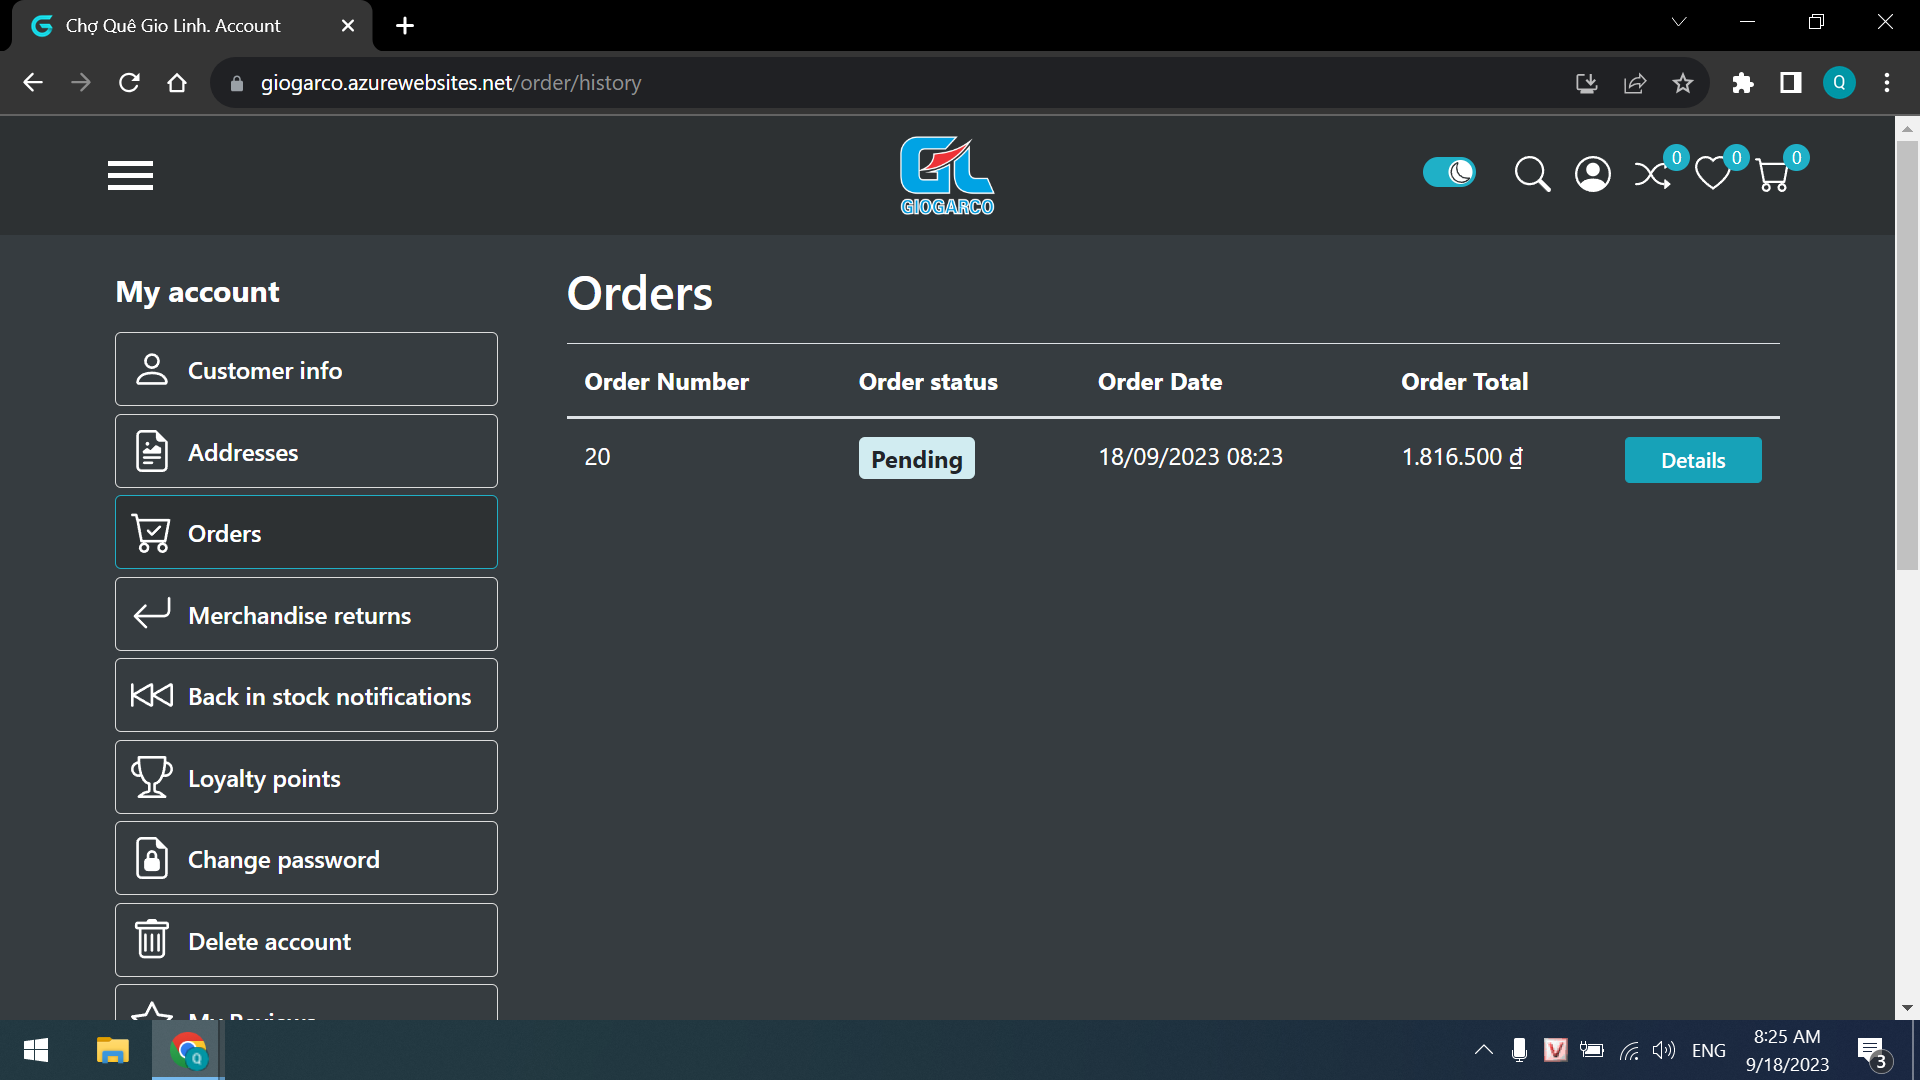 Chợ Quê Gio Linh. Account
giogarco.azurewebsites.net/order/history
GIOGARCO
0
0
0
My account
Customer info
Addresses
Orders
Merchandise returns
Back in stock notifications
Loyalty points
Change password
Delete account
My Reviews
Orders
Order Number Order status Order Date Order Total
20 Pending 18/09/2023 08:23 1.816.500 ₫ Details
ENG
8:25 AM
9/18/2023
3
Q
Q
V